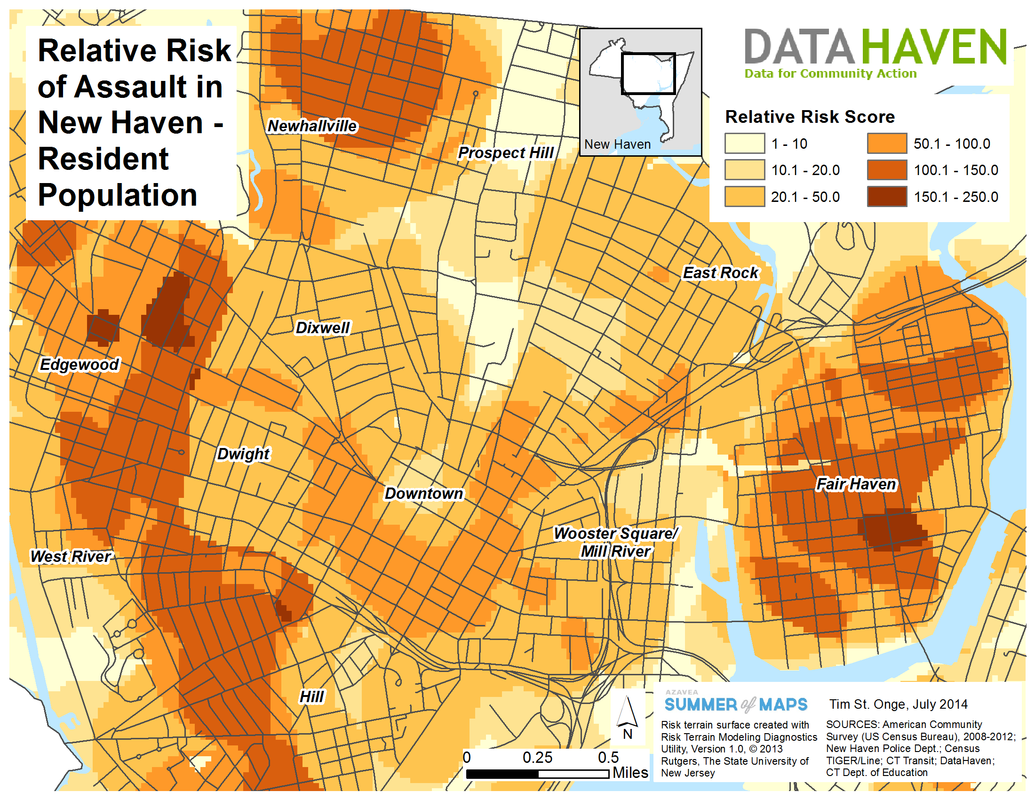 Relative Risk
of Assault in
New Haven -
Resident
Population
New Haven
DATAHAVEN
Data for Community Action
Relative Risk Score
1 - 10
50.1 - 100.0
10.1 - 20.0
100.1 - 150.0
20.1 - 50.0
150.1 - 250.0
Newhallville
Prospect Hill
East Rock
Dixwell
Edgewood
Dwight
Downtown
Fair Haven
Wooster Square/
Mill River
West River
Hill
N
0 0.25 0.5
Miles
AZAVEA
SUMMER of MAPS
Risk terrain surface created with
Risk Terrain Modeling Diagnostics
Utility, Version 1.0, © 2013
Rutgers, The State University of
New Jersey
Tim St. Onge, July 2014
SOURCES: American Community
Survey (US Census Bureau), 2008-2012;
New Haven Police Dept.; Census
TIGER/Line; CT Transit; DataHaven;
CT Dept. of Education